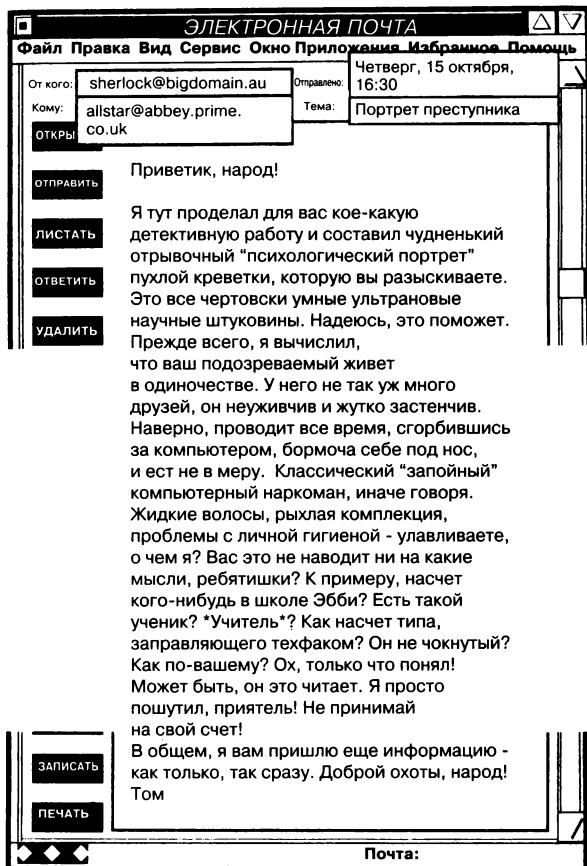 ЭЛЕКТРОННАЯ ПОЧТА
Файл Правка Вид Сервис Окно Приложения Избранное Помощь
От кого: sherlock@bigdomain.au
Отправлено: Четверг, 15 октября,
16:30
Кому: allstar@abbey.prime.
co.uk
Тема: Портрет преступника
ОТКРЫ
ОТПРАВИТЬ
ЛИСТАТЬ
ОТВЕТИТЬ
УДАЛИТЬ
Приветик, народ!
Я тут проделал для вас кое-какую
детективную работу и составил чудненький
отрывочный “психологический портрет”
пухлой креветки, которую вы разыскиваете.
Это все чертовски умные ультрановые
научные штуковины. Надеюсь, это поможет.
Прежде всего, я вычислил,
что ваш подозреваемый живет
в одиночестве. У него не так уж много
друзей, он неуживчив и жутко застенчив.
Наверно, проводит все время, сгорбившись
за компьютером, бормоча себе под нос,
и ест не в меру. Классический “запойный”
компьютерный наркоман, иначе говоря.
Жидкие волосы, рыхлая комплекция,
проблемы с личной гигиеной - улавливаете,
о чем я? Вас это не наводит ни на какие
мысли, ребятишки? К примеру, насчет
кого-нибудь в школе Эбби? Есть такой
ученик? *Учитель*? Как насчет типа,
заправляющего техфаком? Он не чокнутый?
Как по-вашему? Ох, только что понял!
Может быть, он это читает. Я просто
пошутил, приятель! Не принимай
на свой счет!
В общем, я вам пришлю еще информацию -
как только, так сразу. Доброй охоты, народ!
Том
ЗАПИСАТЬ
ПЕЧАТЬ
Почта: